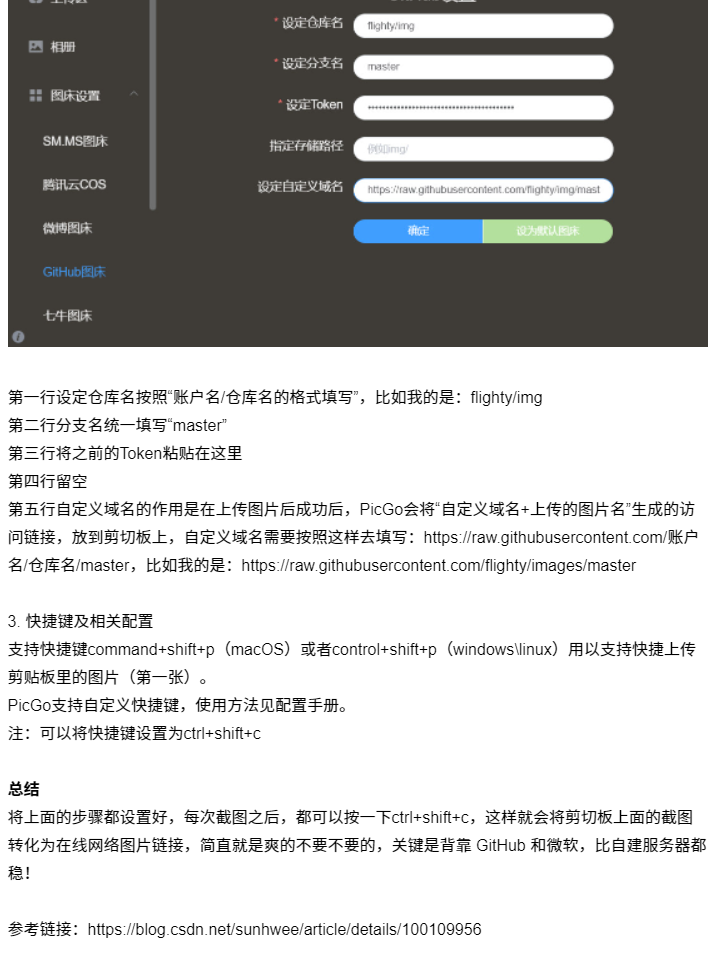 相册
* 设定仓库名
flighty/img
* 设定分支名
master
图床设置
* 设定Token
****************************************
SM.MS图床
指定存储路径
例如img/
腾讯云COS
设定自定义域名
https://raw.githubusercontent.com/flighty/img/mast
微博图床
确定
设为默认图床
GitHub图床
七牛图床
第一行设定仓库名按照“账户名/仓库名的格式填写”，比如我的是：flighty/img
第二行分支名统一填写“master”
第三行将之前的Token粘贴在这里
第四行留空
第五行自定义域名的作用是在上传图片后成功后，PicGo会将“自定义域名+上传的图片名”生成的访
问链接，放到剪切板上，自定义域名需要按照这样去填写：https://raw.githubusercontent.com/账户
名/仓库名/master，比如我的是：https://raw.githubusercontent.com/flighty/images/master
3. 快捷键及相关配置
支持快捷键command+shift+p（macOS）或者control+shift+p（windows\linux）用以支持快捷上传
剪贴板里的图片（第一张）。
PicGo支持自定义快捷键，使用方法见配置手册。
注：可以将快捷键设置为ctrl+shift+c
总结
将上面的步骤都设置好，每次截图之后，都可以按一下ctrl+shift+c，这样就会将剪切板上面的截图
转化为在线网络图片链接，简直就是爽的不要不要的，关键是背靠 GitHub 和微软，比自建服务器都
稳！
参考链接：https://blog.csdn.net/sunhwee/article/details/100109956